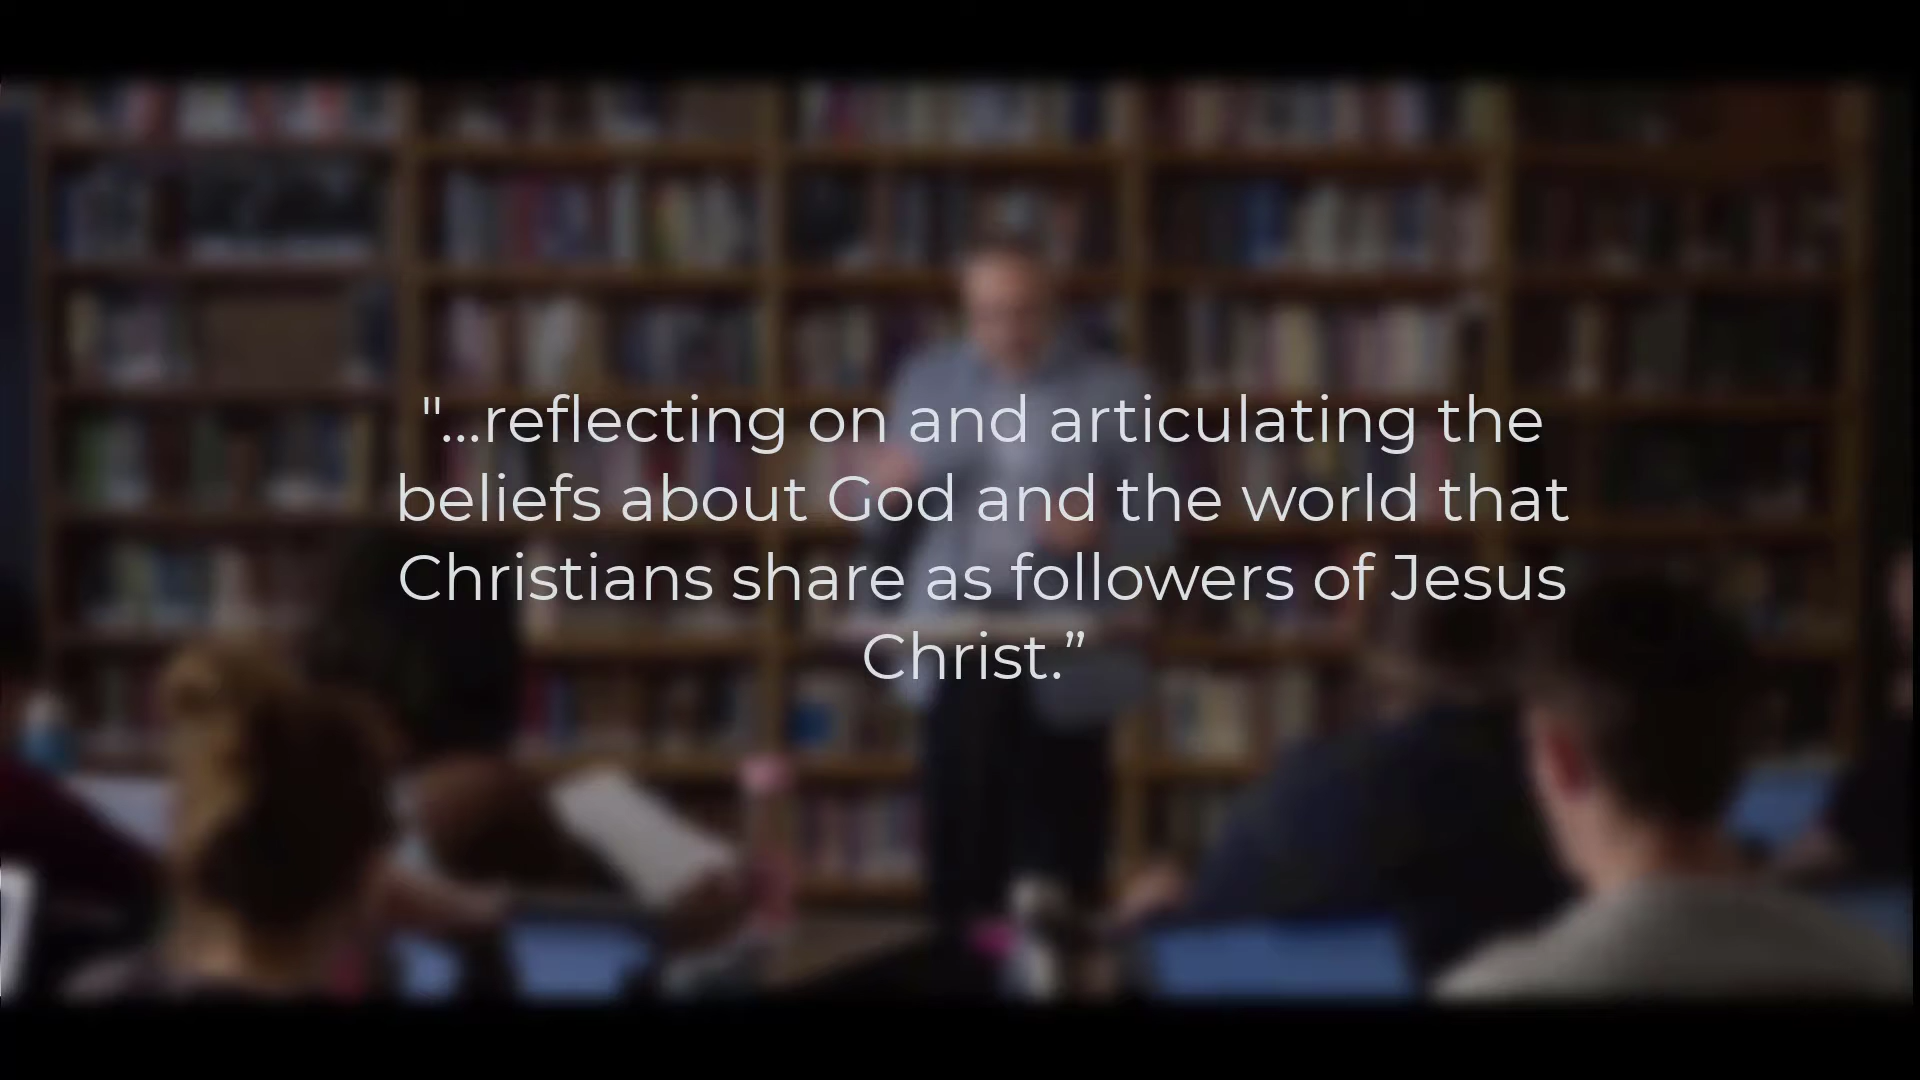 "...reflecting on and articulating the
beliefs about God and the world that
Christians share as followers of Jesus
Christ.”